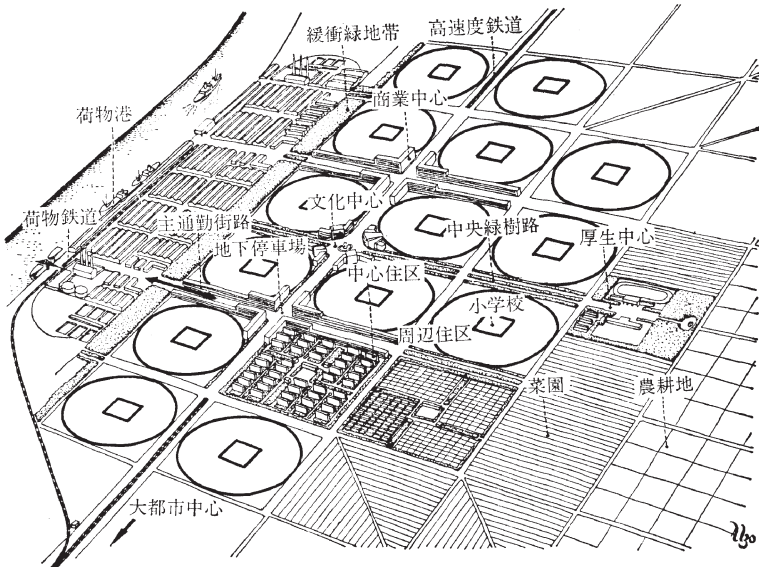 緩衝緑地帯
高速度鉄道
荷物港
商業中心
荷物鉄道
主通勤街路
文化中心
地下停車場
中央緑樹路
厚生中心
中心住区
小学校
周辺住区
菜園
農耕地
大都市中心